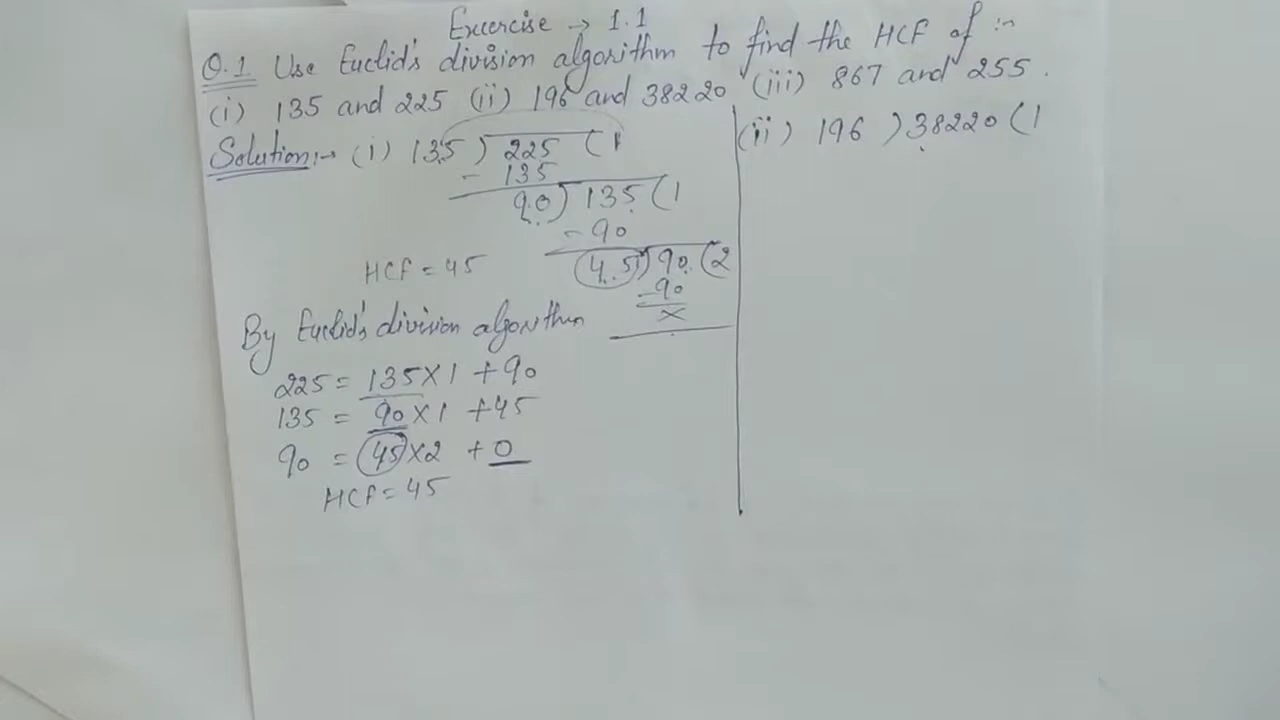 Excercise → 1.1
Q.1. Use Euclid's division algorithm to find the HCF of :-
(i) 135 and 225 (ii) 196 and 38220 (iii) 867 and 255.
Solution:→ (i) 135 ) 225 ( 1
- 135
90 ) 135 ( 1
- 90
45 ) 90 ( 2
- 90
x
HCF = 45
By Euclid's division algorithm
225 = 135 × 1 + 90
135 = 90 × 1 + 45
90 = 45 × 2 + 0
HCF = 45
(ii) 196 ) 38220 ( 1